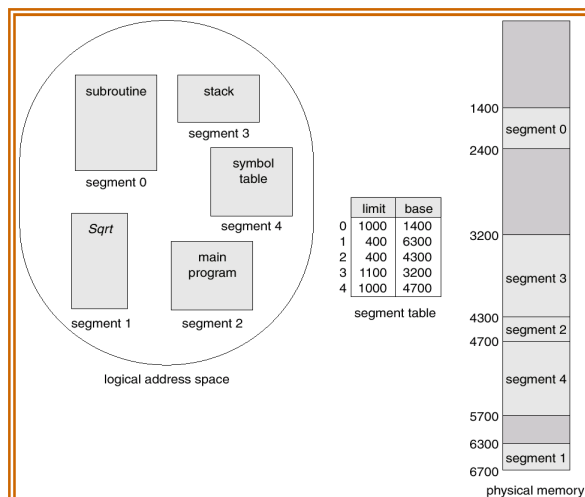 subroutine
segment 0
stack
segment 3
symbol
table
segment 4
Sqrt
segment 1
main
program
segment 2
logical address space
limit base
0 1000 1400
1 400 6300
2 400 4300
3 1100 3200
4 1000 4700
segment table
1400
segment 0
2400
3200
segment 3
4300
segment 2
4700
segment 4
5700
6300
segment 1
6700
physical memory